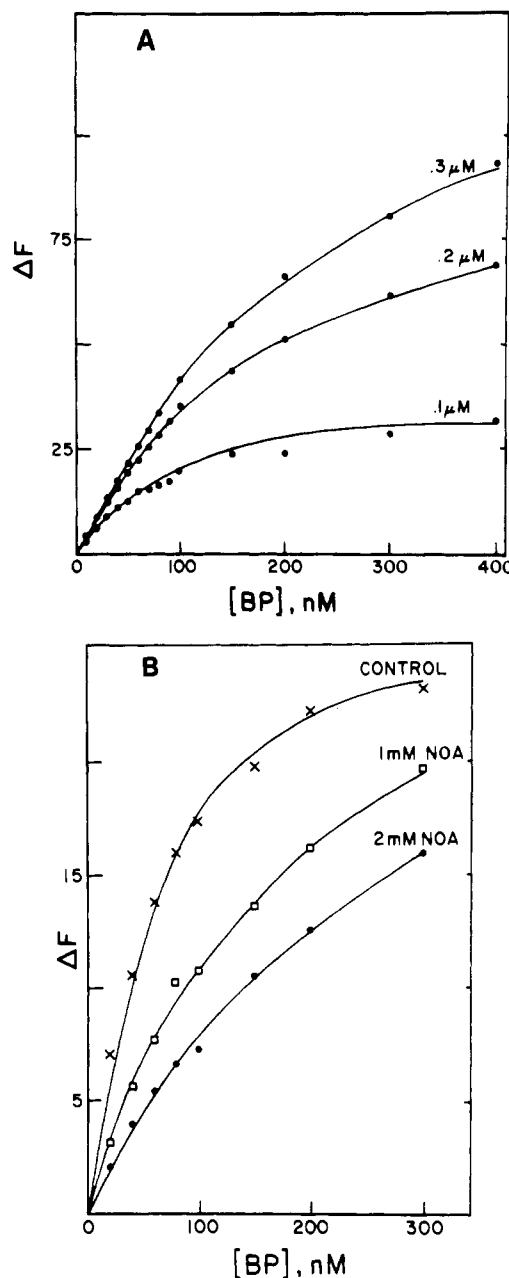 A
.3 μM
75
ΔF
.2 μM
25
.1 μM
0 100 200 300 400
[BP], nM
B
CONTROL
1mM NOA
2mM NOA
15
ΔF
5
0 100 200 300
[BP], nM